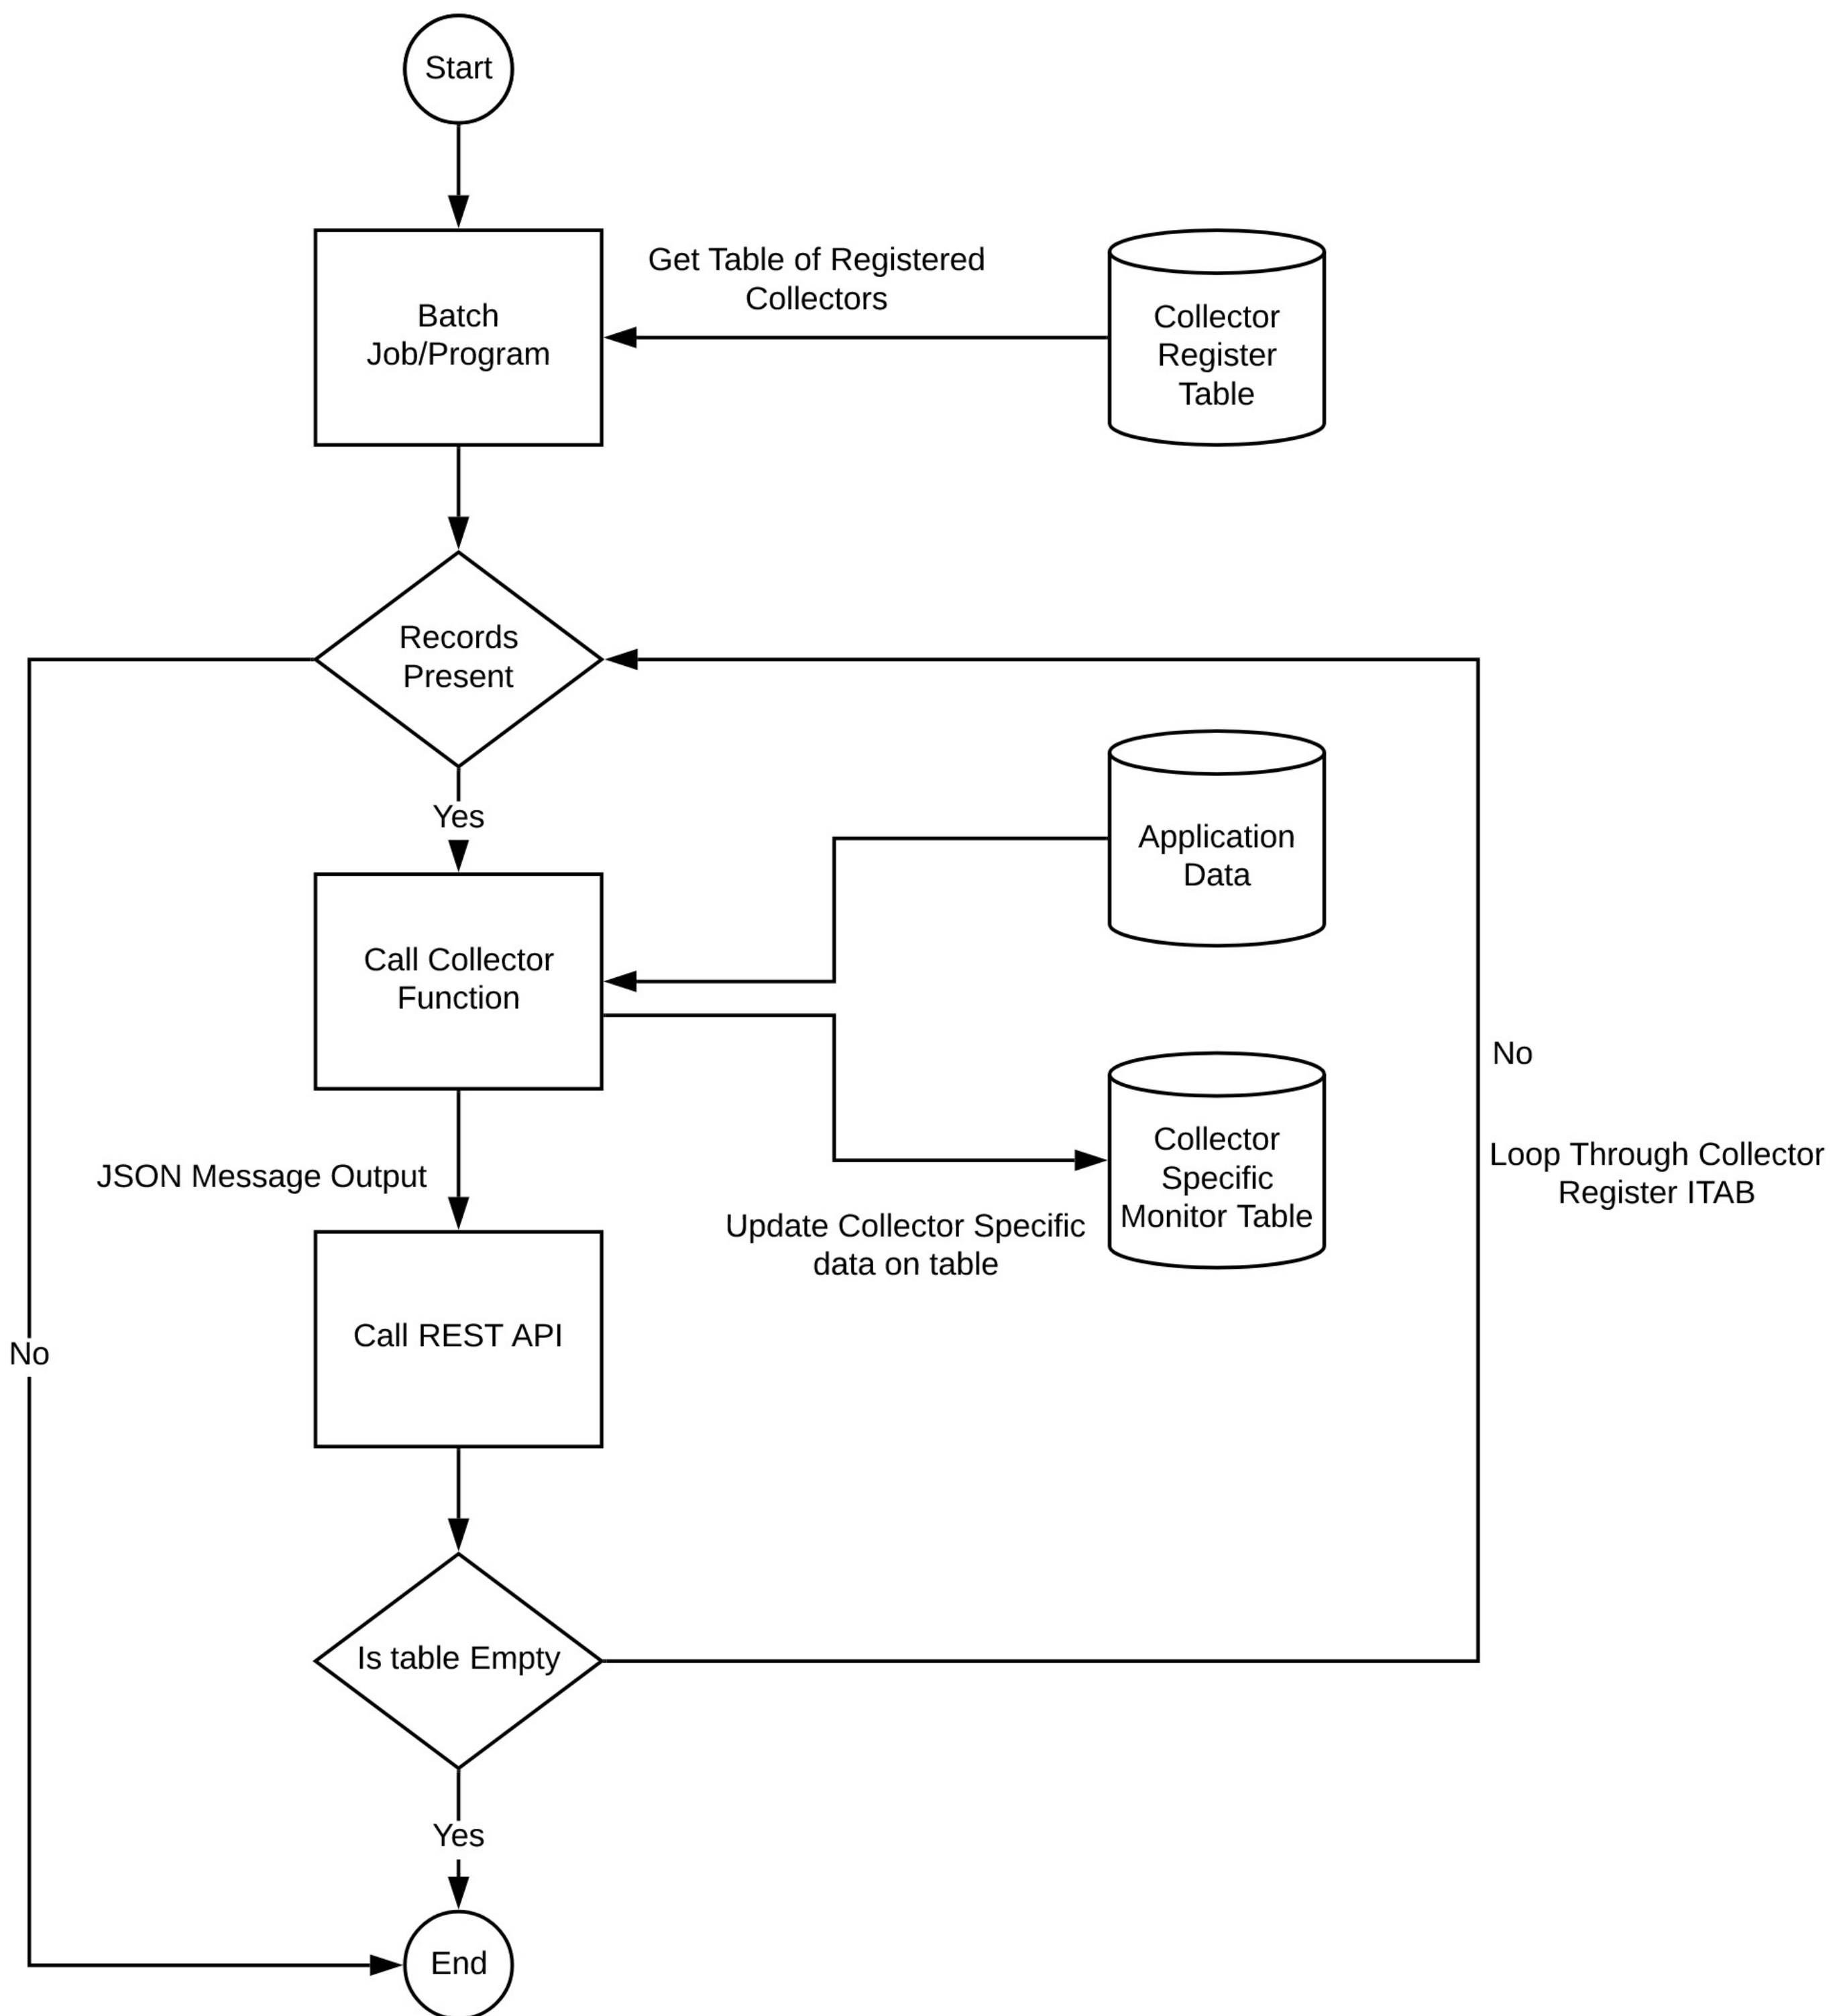 Start
Batch
Job/Program
Get Table of Registered
Collectors
Collector
Register
Table
Records
Present
Yes
Application
Data
Call Collector
Function
No
Collector
Specific
Monitor Table
Loop Through Collector
Register ITAB
JSON Message Output
Update Collector Specific
data on table
Call REST API
No
Is table Empty
Yes
End